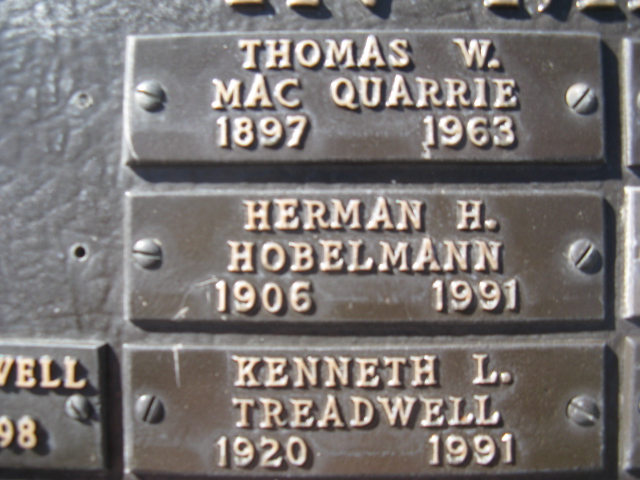 THOMAS W.
MAC QUARRIE
1897 1963
HERMAN H.
HOBELMANN
1906 1991
KENNETH L.
TREADWELL
1920 1991
WELL
98